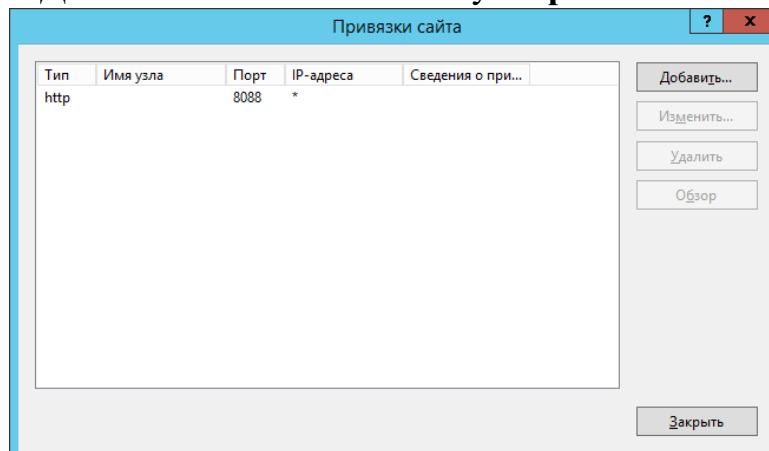 Привязки сайта
?
x
Тип Имя узла Порт IP-адреса Сведения о при...
http 8088 *
Добавить...
Изменить...
Удалить
Обзор
Закрыть